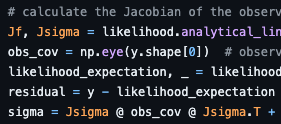 # calculate the Jacobian of the observ
Jf, Jsigma = likelihood.analytical_lin
obs_cov = np.eye(y.shape[0])  # observ
likelihood_expectation, _ = likelihood
residual = y - likelihood_expectation
sigma = Jsigma @ obs_cov @ Jsigma.T +